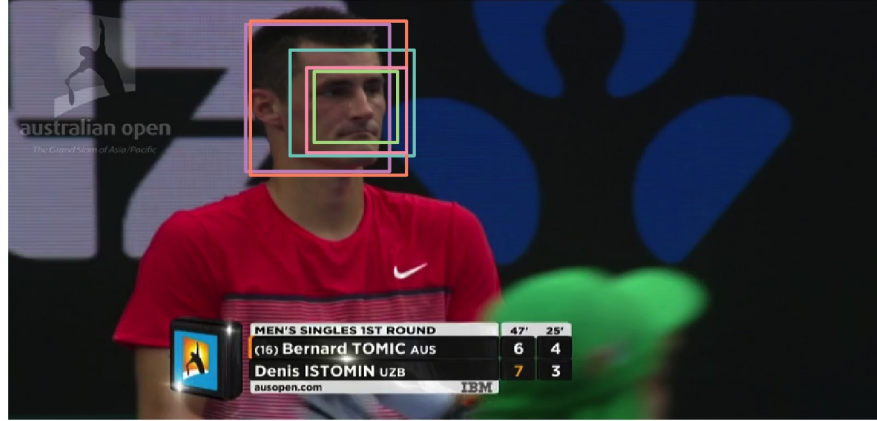 australian open
The Grand Slam of Asia/Pacific
MEN'S SINGLES 1ST ROUND 47' 25'
(16) Bernard TOMIC AUS 6 4
Denis ISTOMIN UZB 7 3
ausopen.com IBM